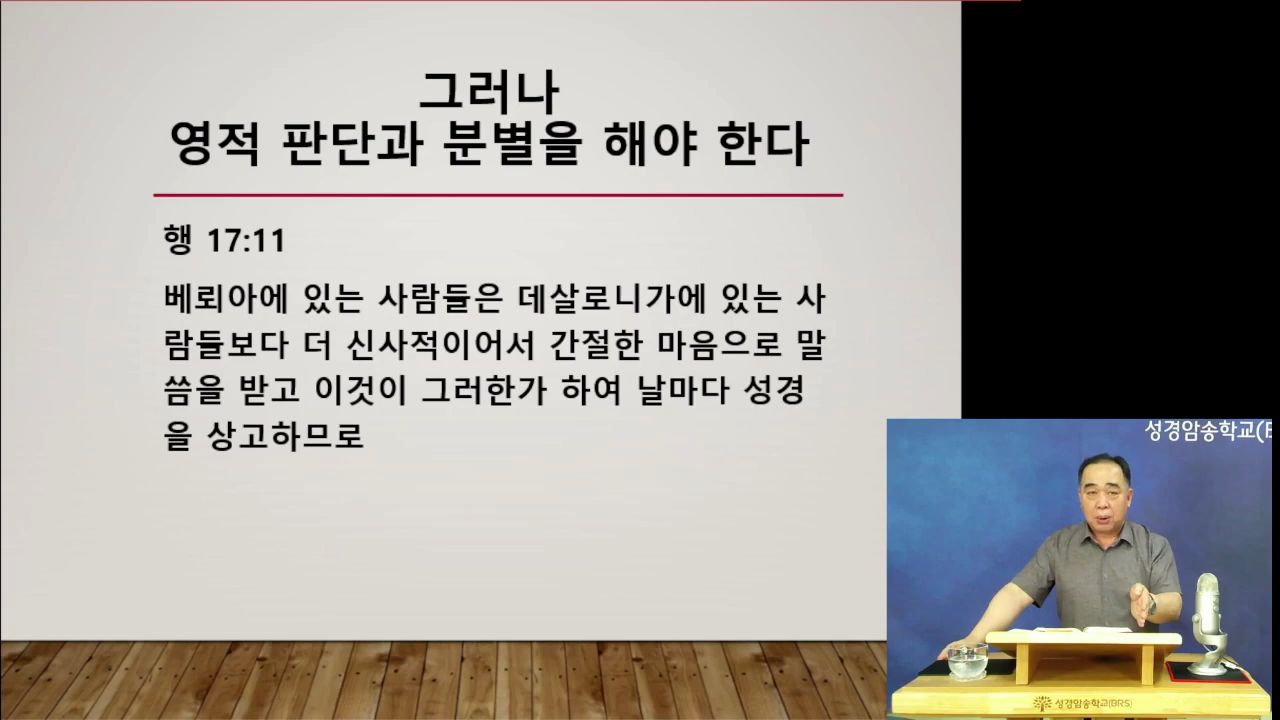 그러나
영적 판단과 분별을 해야 한다
행 17:11
베뢰아에 있는 사람들은 데살로니가에 있는 사
람들보다 더 신사적이어서 간절한 마음으로 말
씀을 받고 이것이 그러한가 하여 날마다 성경
을 상고하므로
성경암송학교(B
성경암송학교(BRS)